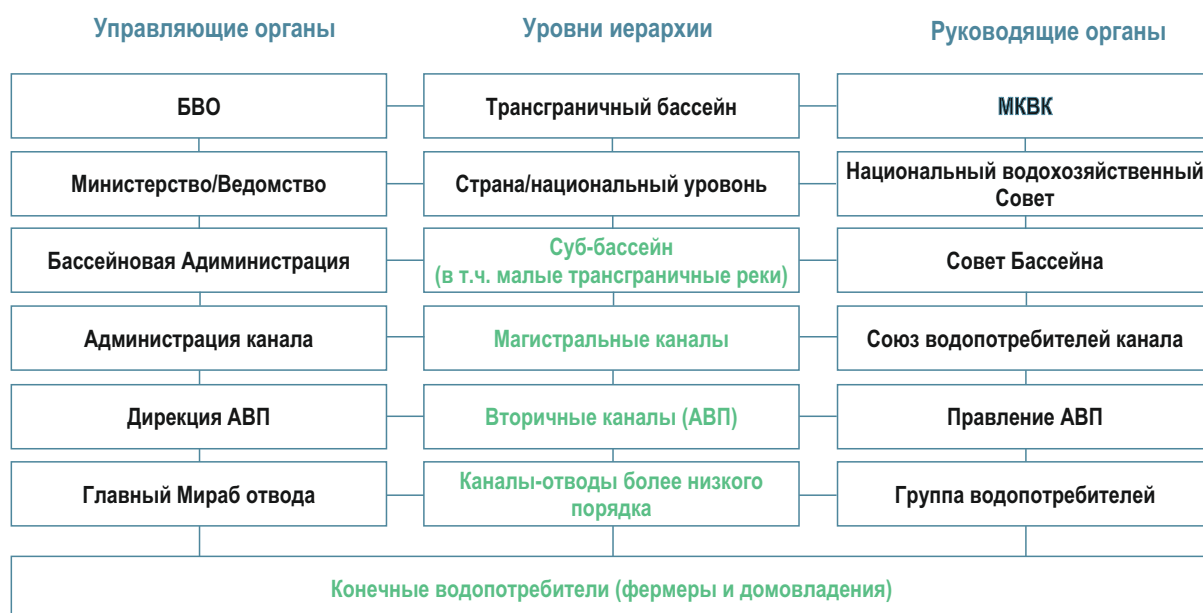 Управляющие органы
Уровни иерархии
Руководящие органы
БВО
Трансграничный бассейн
МКВК
Министерство/Ведомство
Страна/национальный уровонь
Национальный водохозяйственный
Совет
Бассейновая Адиминистрация
Суб-бассейн
(в т.ч. малые трансграничные реки)
Совет Бассейна
Администрация канала
Магистральные каналы
Союз водопотребителей канала
Дирекция АВП
Вторичные каналы (АВП)
Правление АВП
Главный Мираб отвода
Каналы-отводы более низкого
порядка
Группа водопотребителей
Конечные водопотребители (фермеры и домовладения)